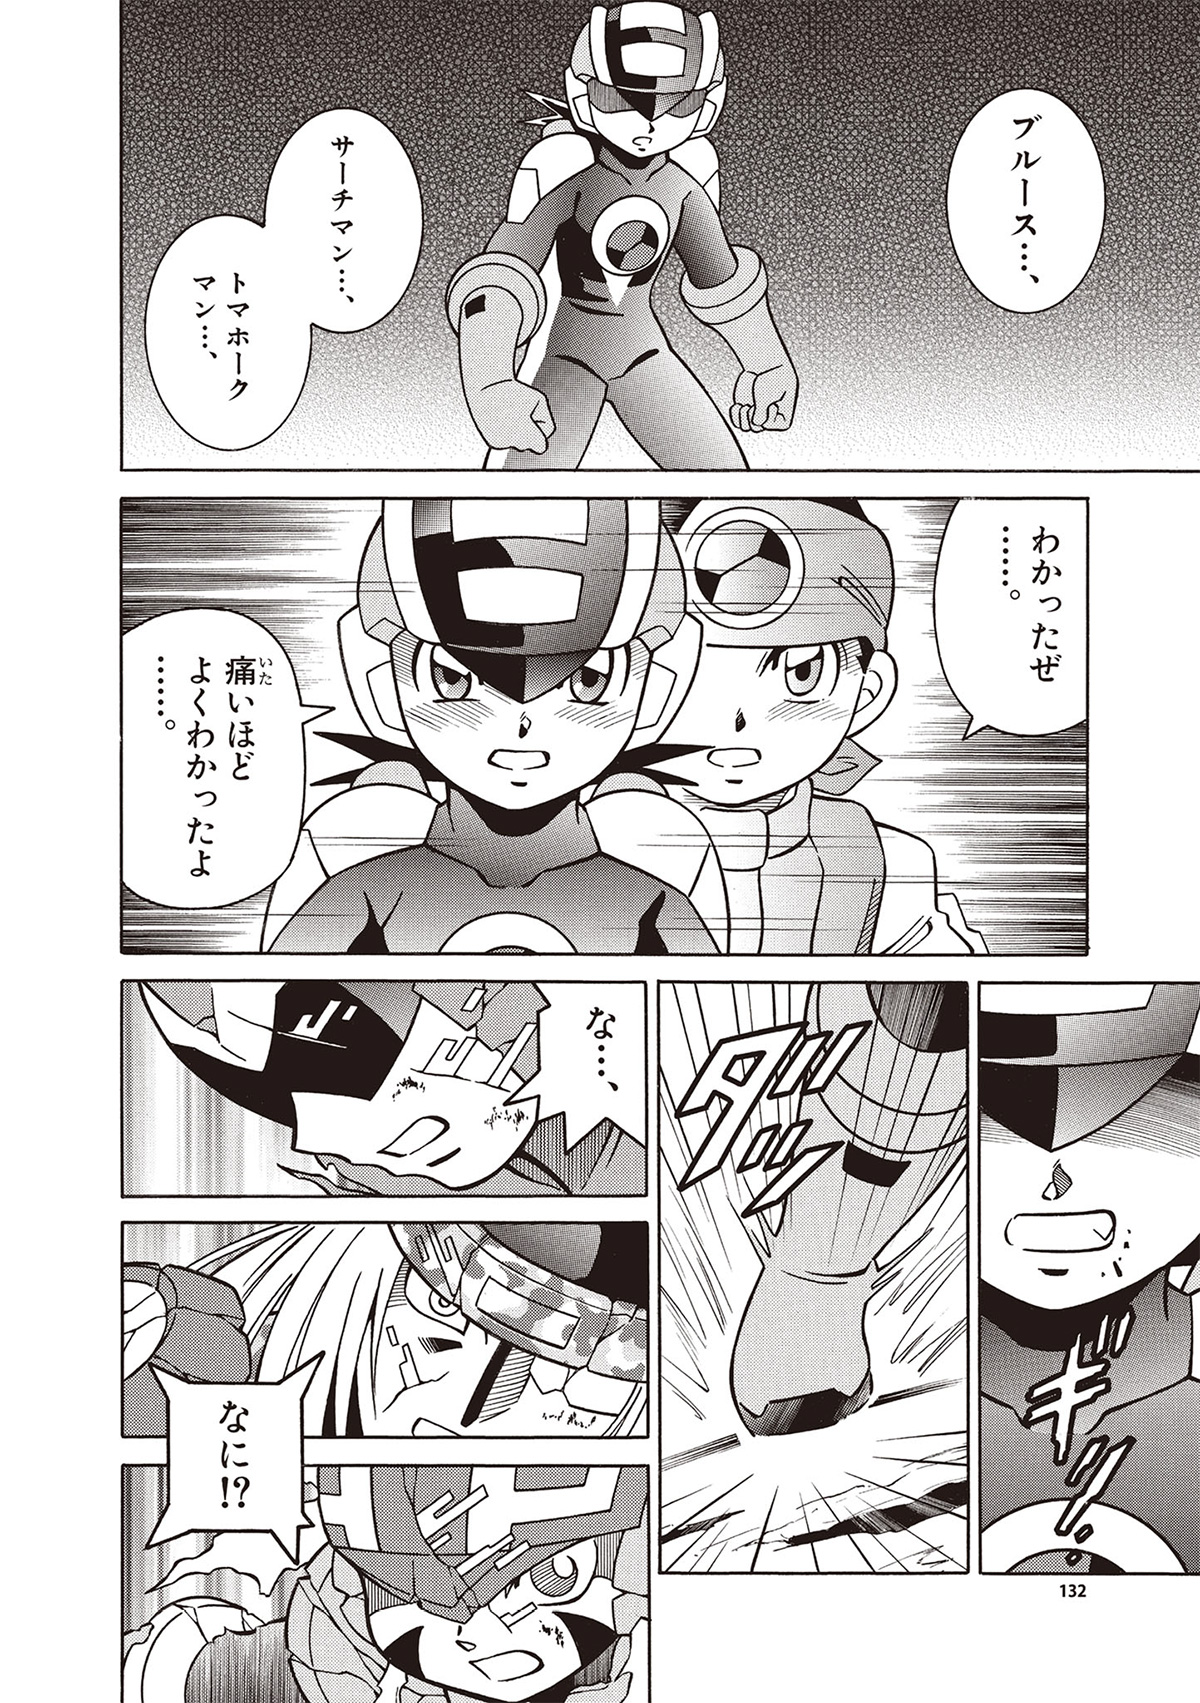 ブルース…、
サーチマン…、
トマホーク
マン…、
わかったぜ
……。
痛いほど
いた
よくわかったよ
……。
ギリ…
ダッ
な…、
なに!?
132